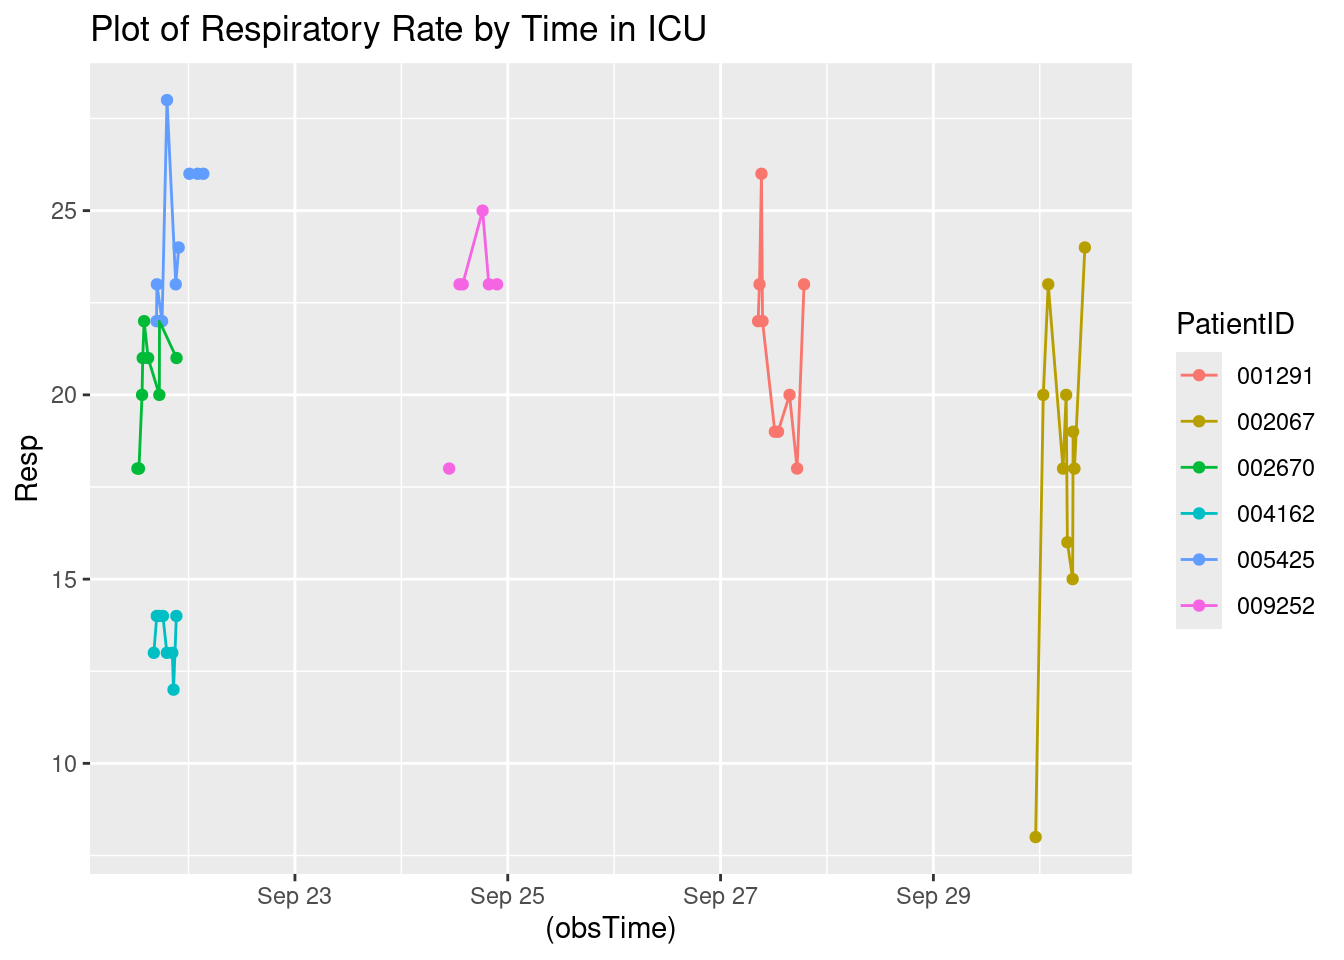 Plot of Respiratory Rate by Time in ICU
Resp
25
20
15
10
Sep 23
Sep 25
Sep 27
Sep 29
(obsTime)
PatientID
001291
002067
002670
004162
005425
009252